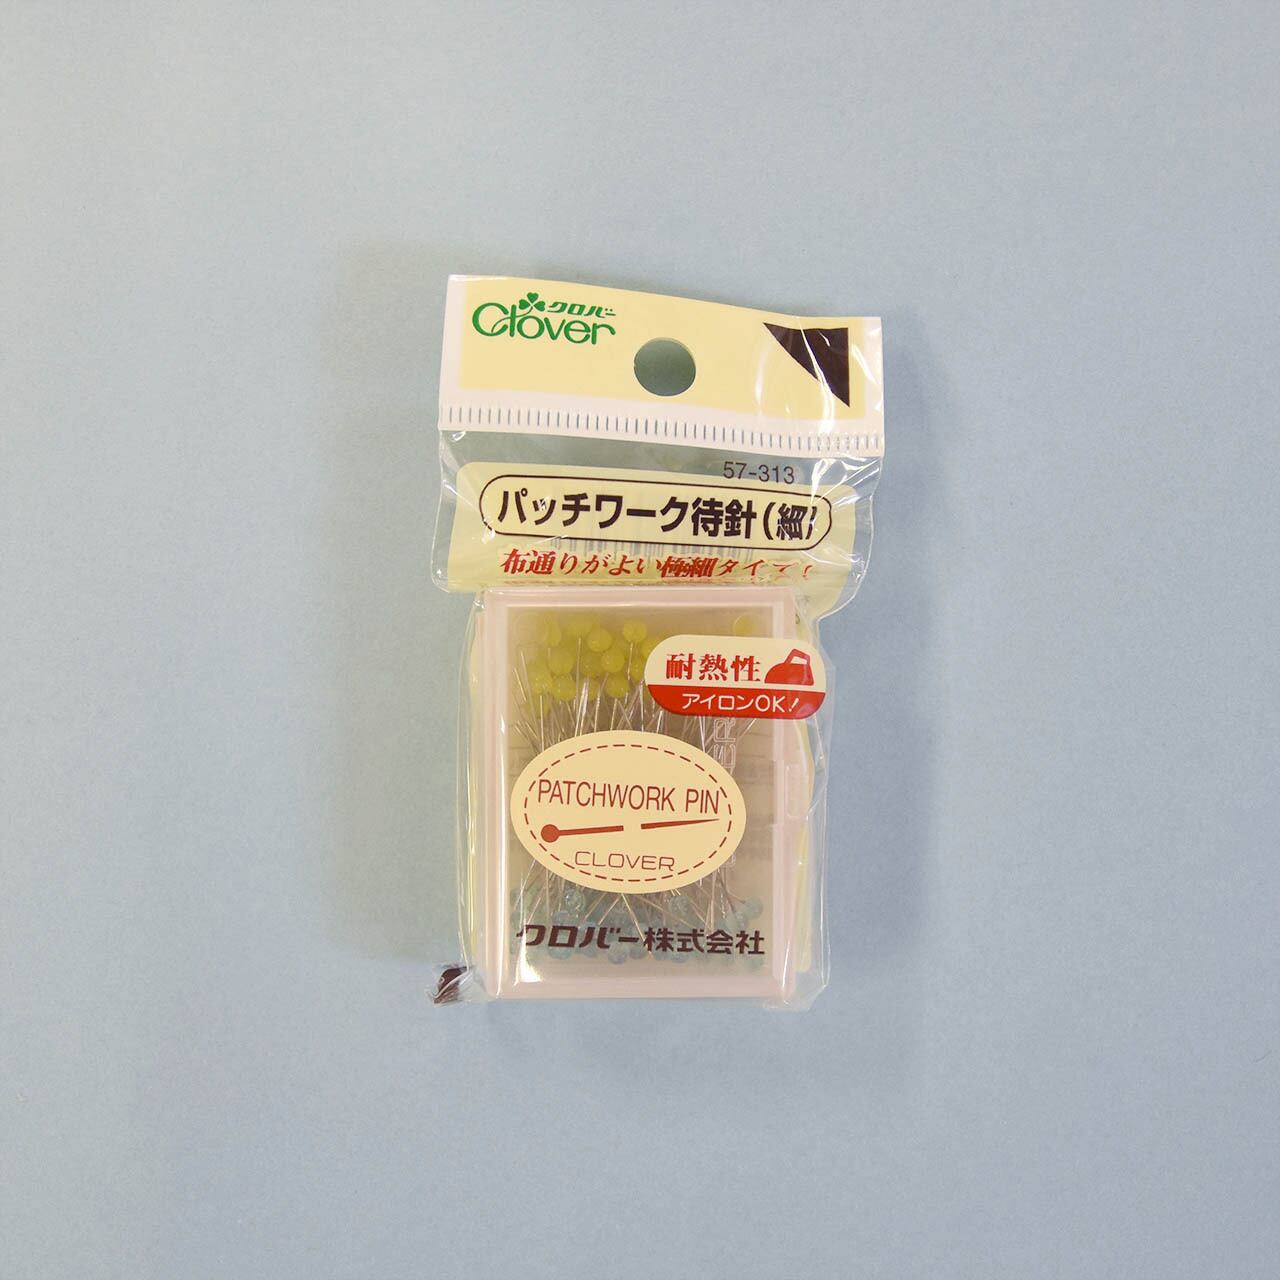 クロバー
Clover
57-313
パッチワーク待針(細)
布通りがよい極細タイプ!
耐熱性
アイロンOK!
PATCHWORK PIN
CLOVER
クロバー株式会社